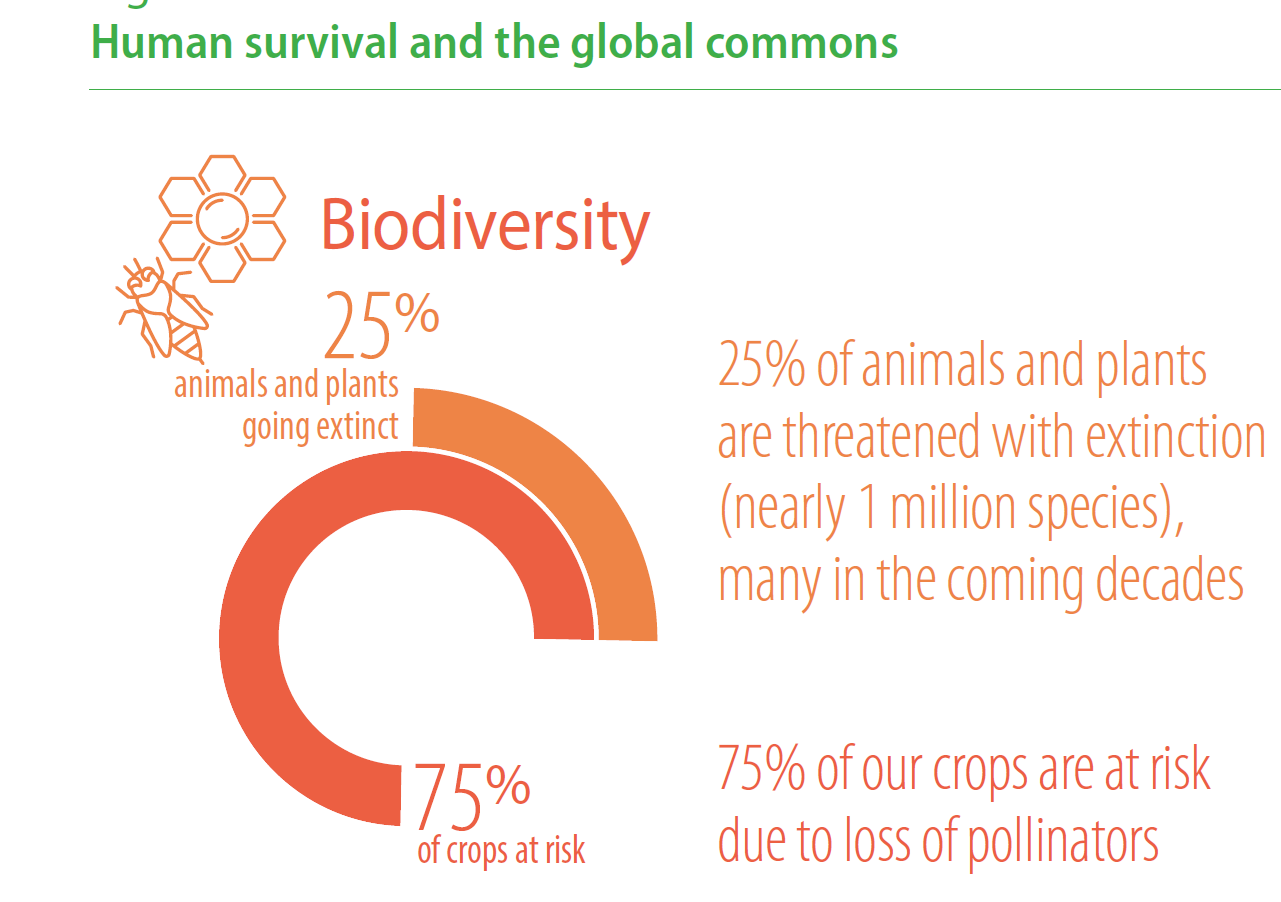 Human survival and the global commons
Biodiversity
25%
animals and plants
going extinct
25% of animals and plants
are threatened with extinction
(nearly 1 million species),
many in the coming decades
75%
of crops at risk
75% of our crops are at risk
due to loss of pollinators